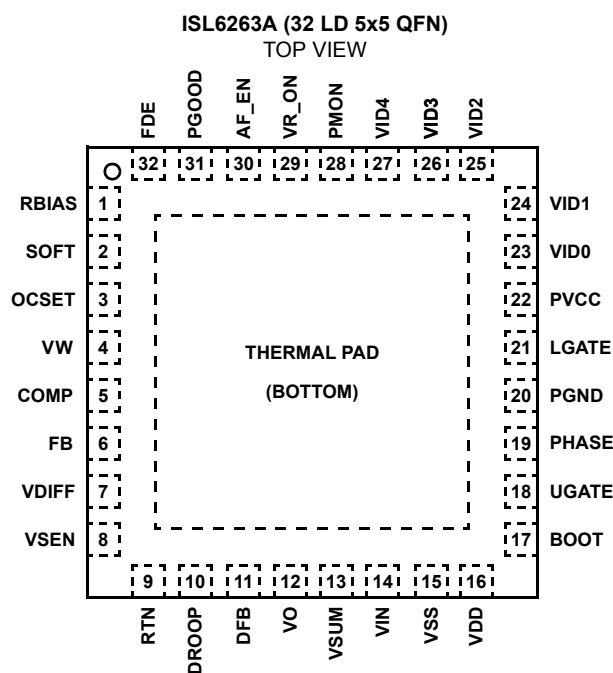 ISL6263A (32 LD 5x5 QFN)
TOP VIEW
FDE
PGOOD
AF_EN
VR_ON
PMON
VID4
VID3
VID2
32 31 30 29 28 27 26 25
RBIAS 1
SOFT 2
OCSET 3
VW 4
COMP 5
FB 6
VDIFF 7
VSEN 8
THERMAL PAD
(BOTTOM)
24 VID1
23 VID0
22 PVCC
21 LGATE
20 PGND
19 PHASE
18 UGATE
17 BOOT
9 10 11 12 13 14 15 16
RTN
DROOP
DFB
VO
VSUM
VIN
VSS
VDD